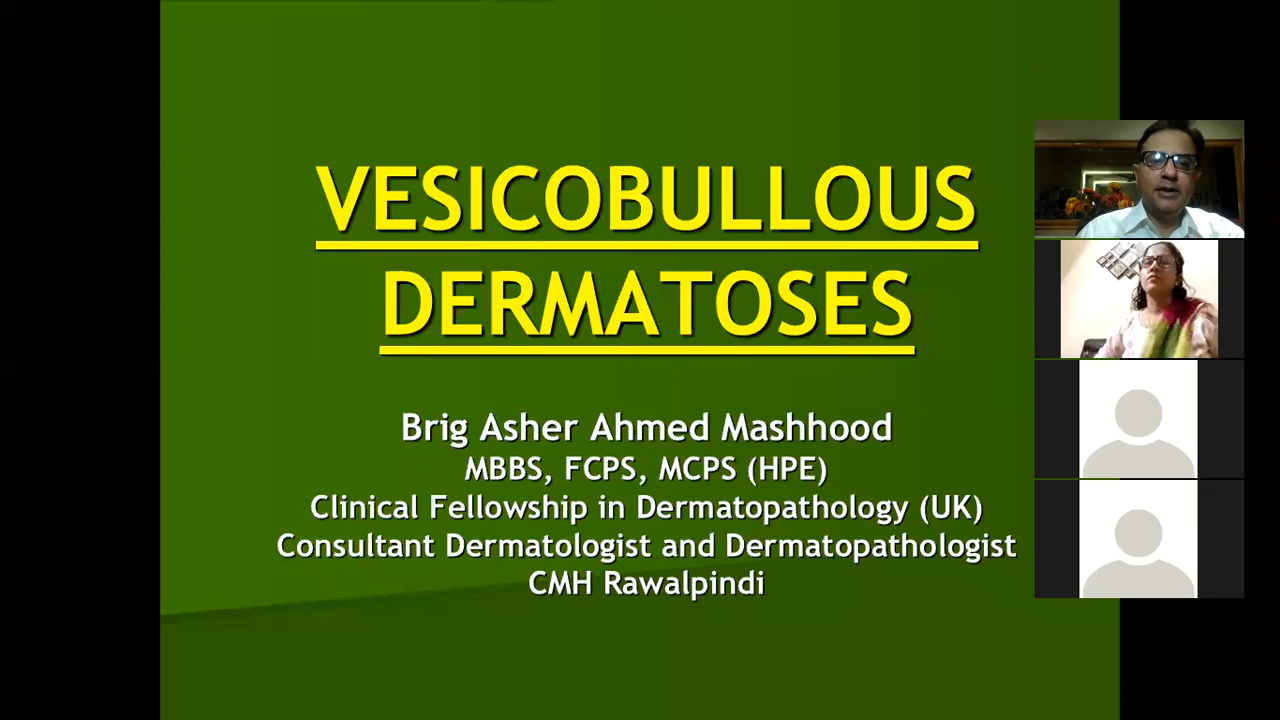 VESICOBULLOUS
DERMATOSES
Brig Asher Ahmed Mashhood
MBBS, FCPS, MCPS (HPE)
Clinical Fellowship in Dermatopathology (UK)
Consultant Dermatologist and Dermatopathologist
CMH Rawalpindi